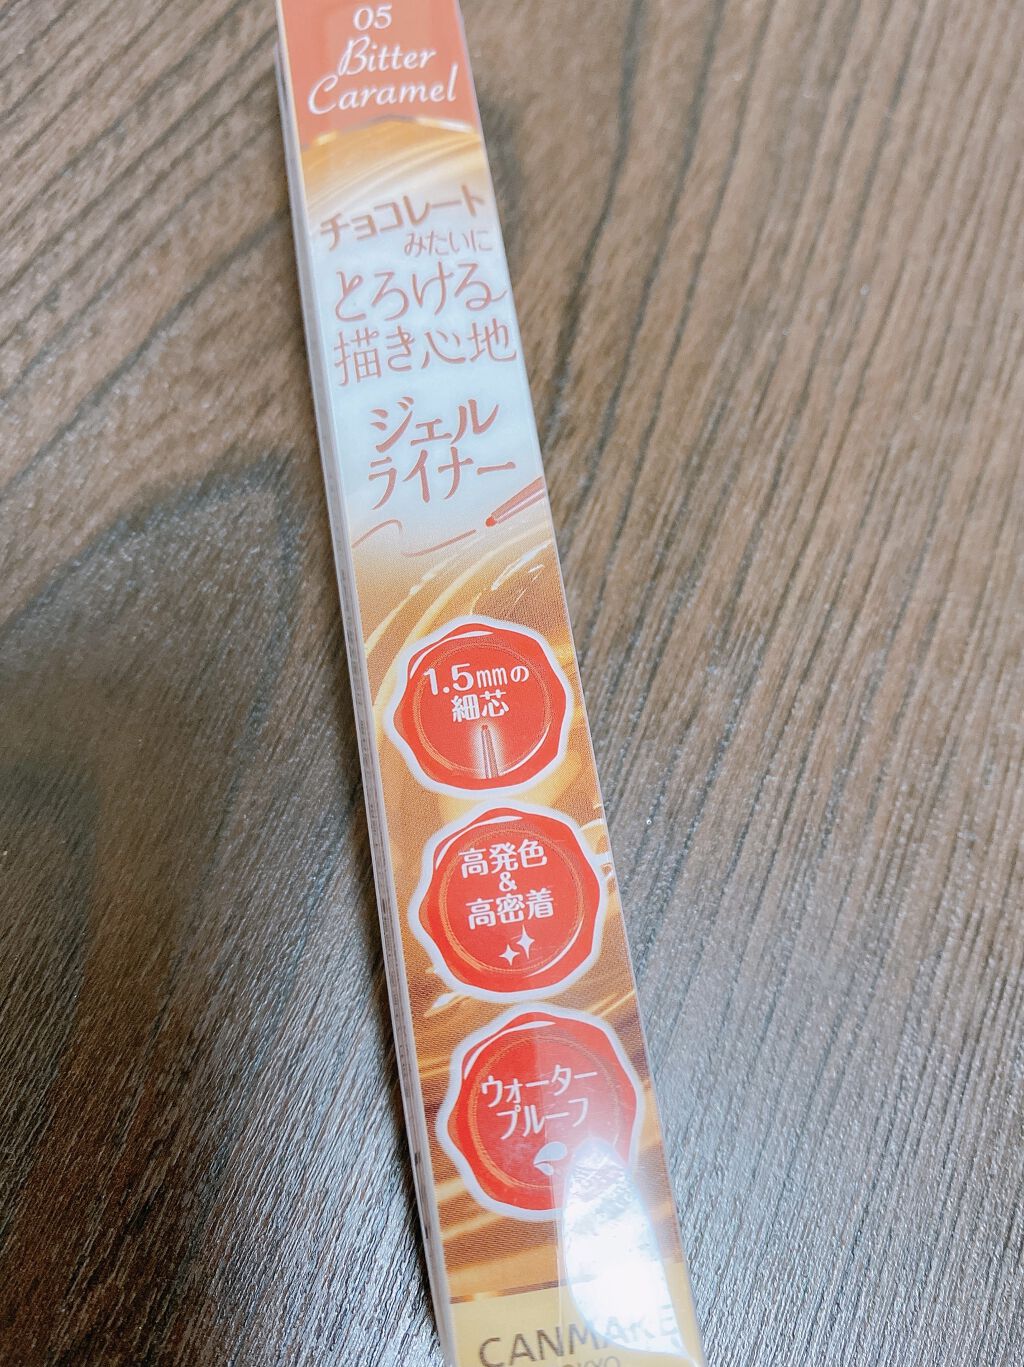 05
Bitter
Caramel
チョコレート
みたいに
とろける
描き心地
ジェル
ライナー
1.5mmの
細芯
高発色
&
高密着
ウォーター
プルーフ
CANMAKE